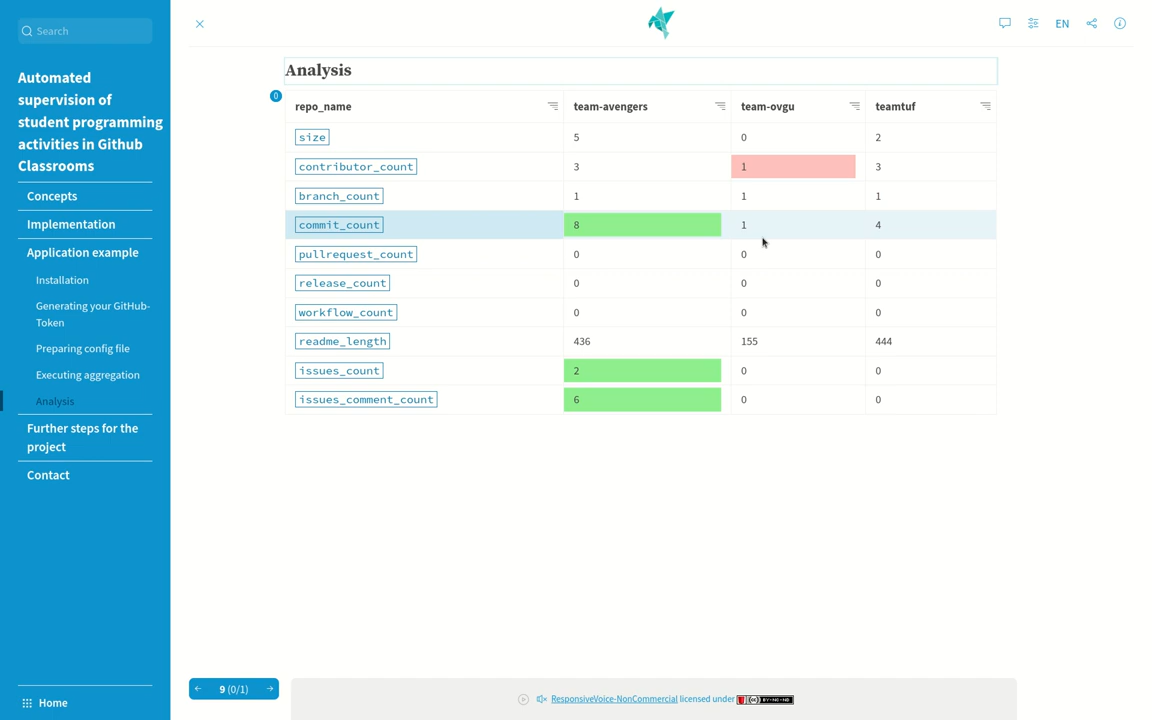 Search
Automated
supervision of
student programming
activities in Github
Classrooms
Concepts
Implementation
Application example
Installation
Generating your GitHub-
Token
Preparing config file
Executing aggregation
Analysis
Further steps for the
project
Contact
Home
EN
Analysis
0
repo_name team-avengers team-ovgu teamtuf
size 5 0 2
contributor_count 3 1 3
branch_count 1 1 1
commit_count 8 1 4
pullrequest_count 0 0 0
release_count 0 0 0
workflow_count 0 0 0
readme_length 436 155 444
issues_count 2 0 0
issues_comment_count 6 0 0
9 (0/1)
ResponsiveVoice-NonCommercial licensed under